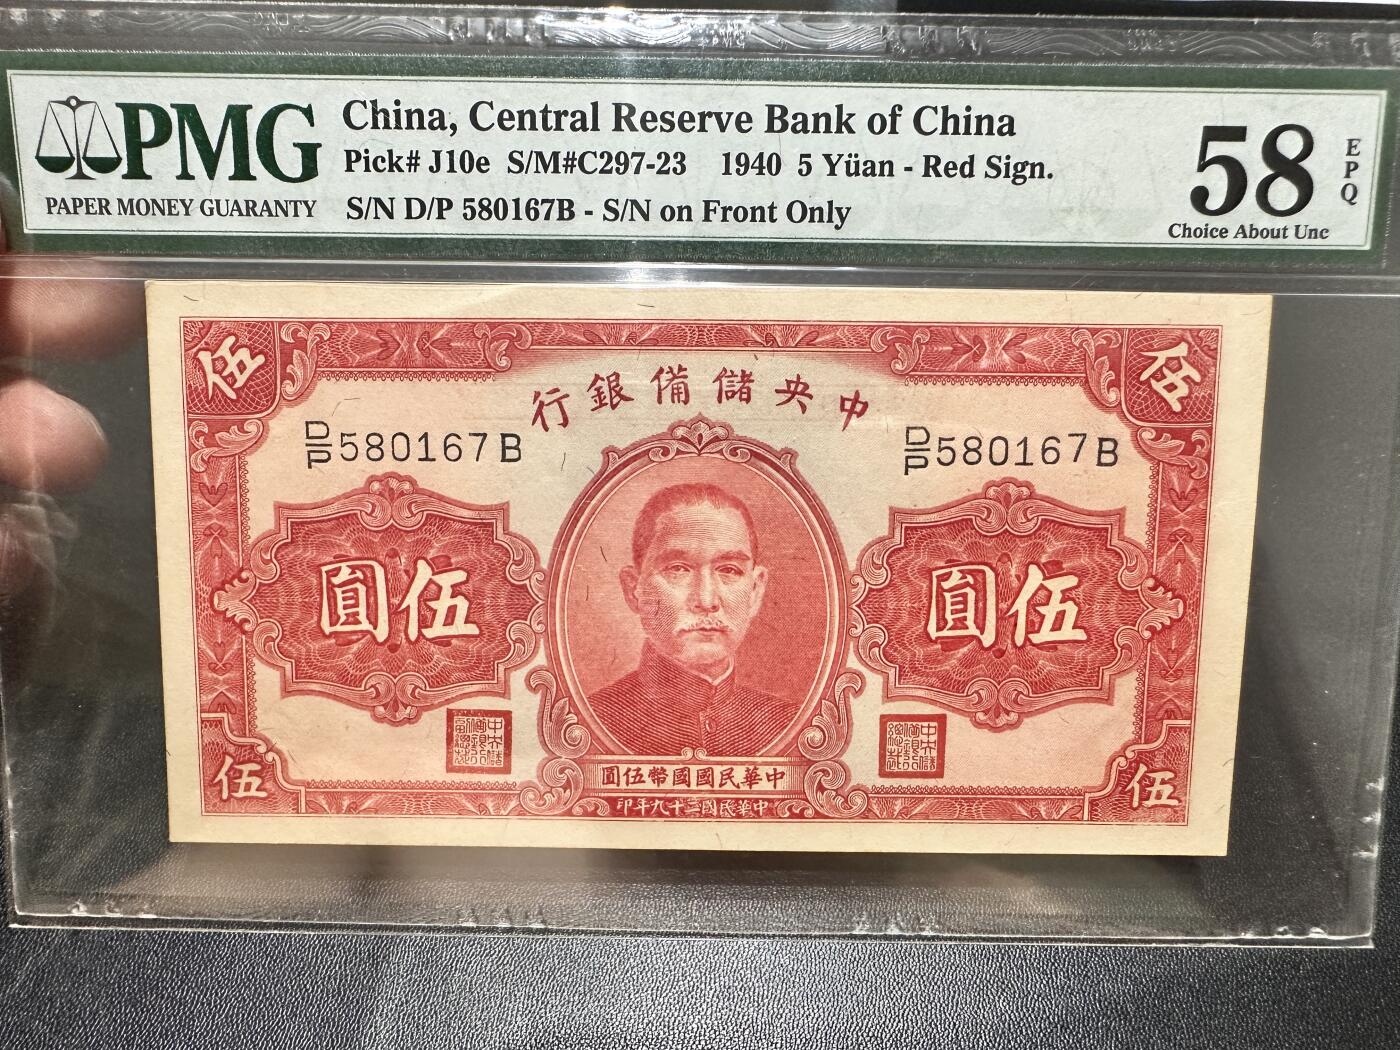 PMG
PAPER MONEY GUARANTY
China, Central Reserve Bank of China
Pick# J10e S/M#C297-23 1940 5 Yüan - Red Sign.
S/N D/P 580167B - S/N on Front Only
58
EPQ
Choice About Unc
伍
伍
行銀備儲央中
D/P 580167B
D/P 580167B
圓伍
圓伍
圓伍幣國國民華中
印年九十二國民華中
伍
伍